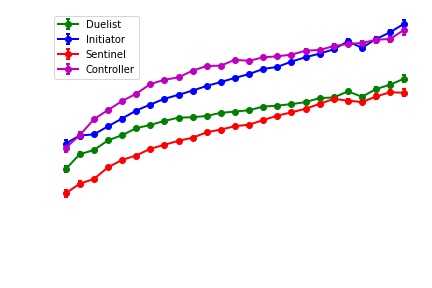 Duelist
Initiator
Sentinel
Controller